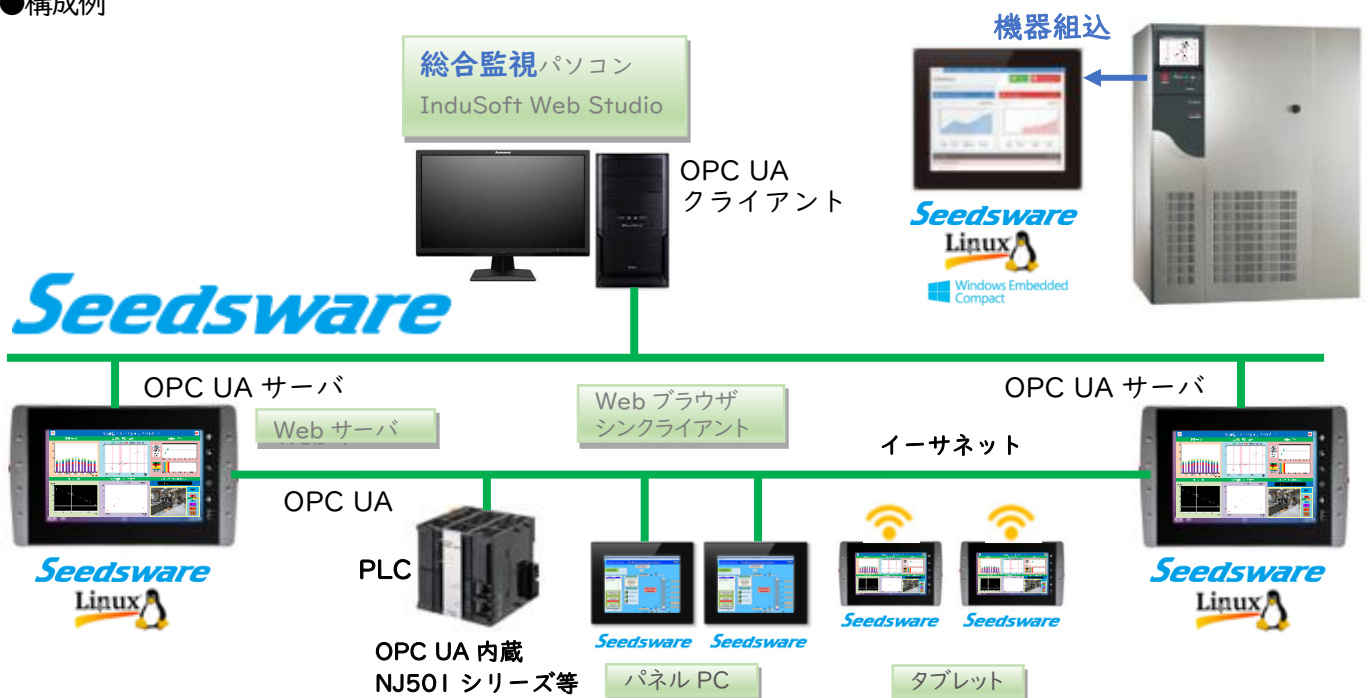 ●構成例
機器組込
総合監視パソコン
InduSoft Web Studio
OPC UA
クライアント
Seedsware
Linux
Windows Embedded
Compact
Seedsware
OPC UA サーバ
OPC UA サーバ
Web サーバ
Web ブラウザ
シンクライアント
イーサネット
OPC UA
PLC
Seedsware
Linux
Seedsware
Linux
Seedsware
Seedsware
Seedsware
Seedsware
OPC UA 内蔵
NJ501 シリーズ等
パネル PC
タブレット